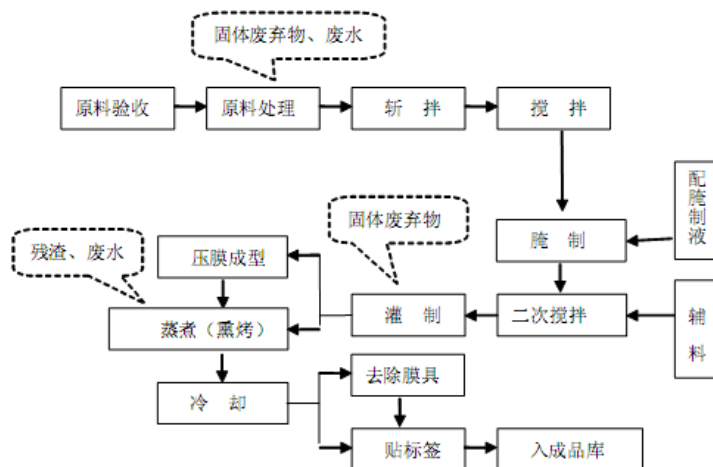 固体废弃物、废水
原料验收
原料处理
斩 拌
搅 拌
配腌制液
腌 制
固体废弃物
残渣、废水
压膜成型
灌 制
二次搅拌
辅料
蒸煮（熏烤）
冷 却
去除膜具
贴标签
入成品库